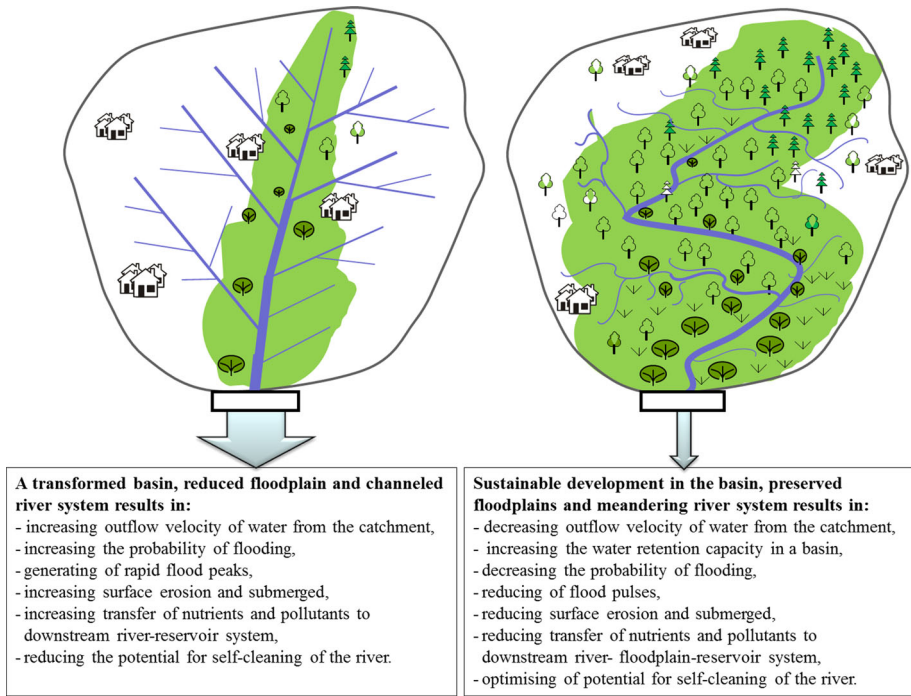 A transformed basin, reduced floodplain and channeled
river system results in:
- increasing outflow velocity of water from the catchment,
- increasing the probability of flooding,
- generating of rapid flood peaks,
- increasing surface erosion and submerged,
- increasing transfer of nutrients and pollutants to
downstream river-reservoir system,
- reducing the potential for self-cleaning of the river.
Sustainable development in the basin, preserved
floodplains and meandering river system results in:
- decreasing outflow velocity of water from the catchment,
- increasing the water retention capacity in a basin,
- decreasing the probability of flooding,
- reducing of flood pulses,
- reducing surface erosion and submerged,
- reducing transfer of nutrients and pollutants to
downstream river- floodplain-reservoir system,
- optimising of potential for self-cleaning of the river.